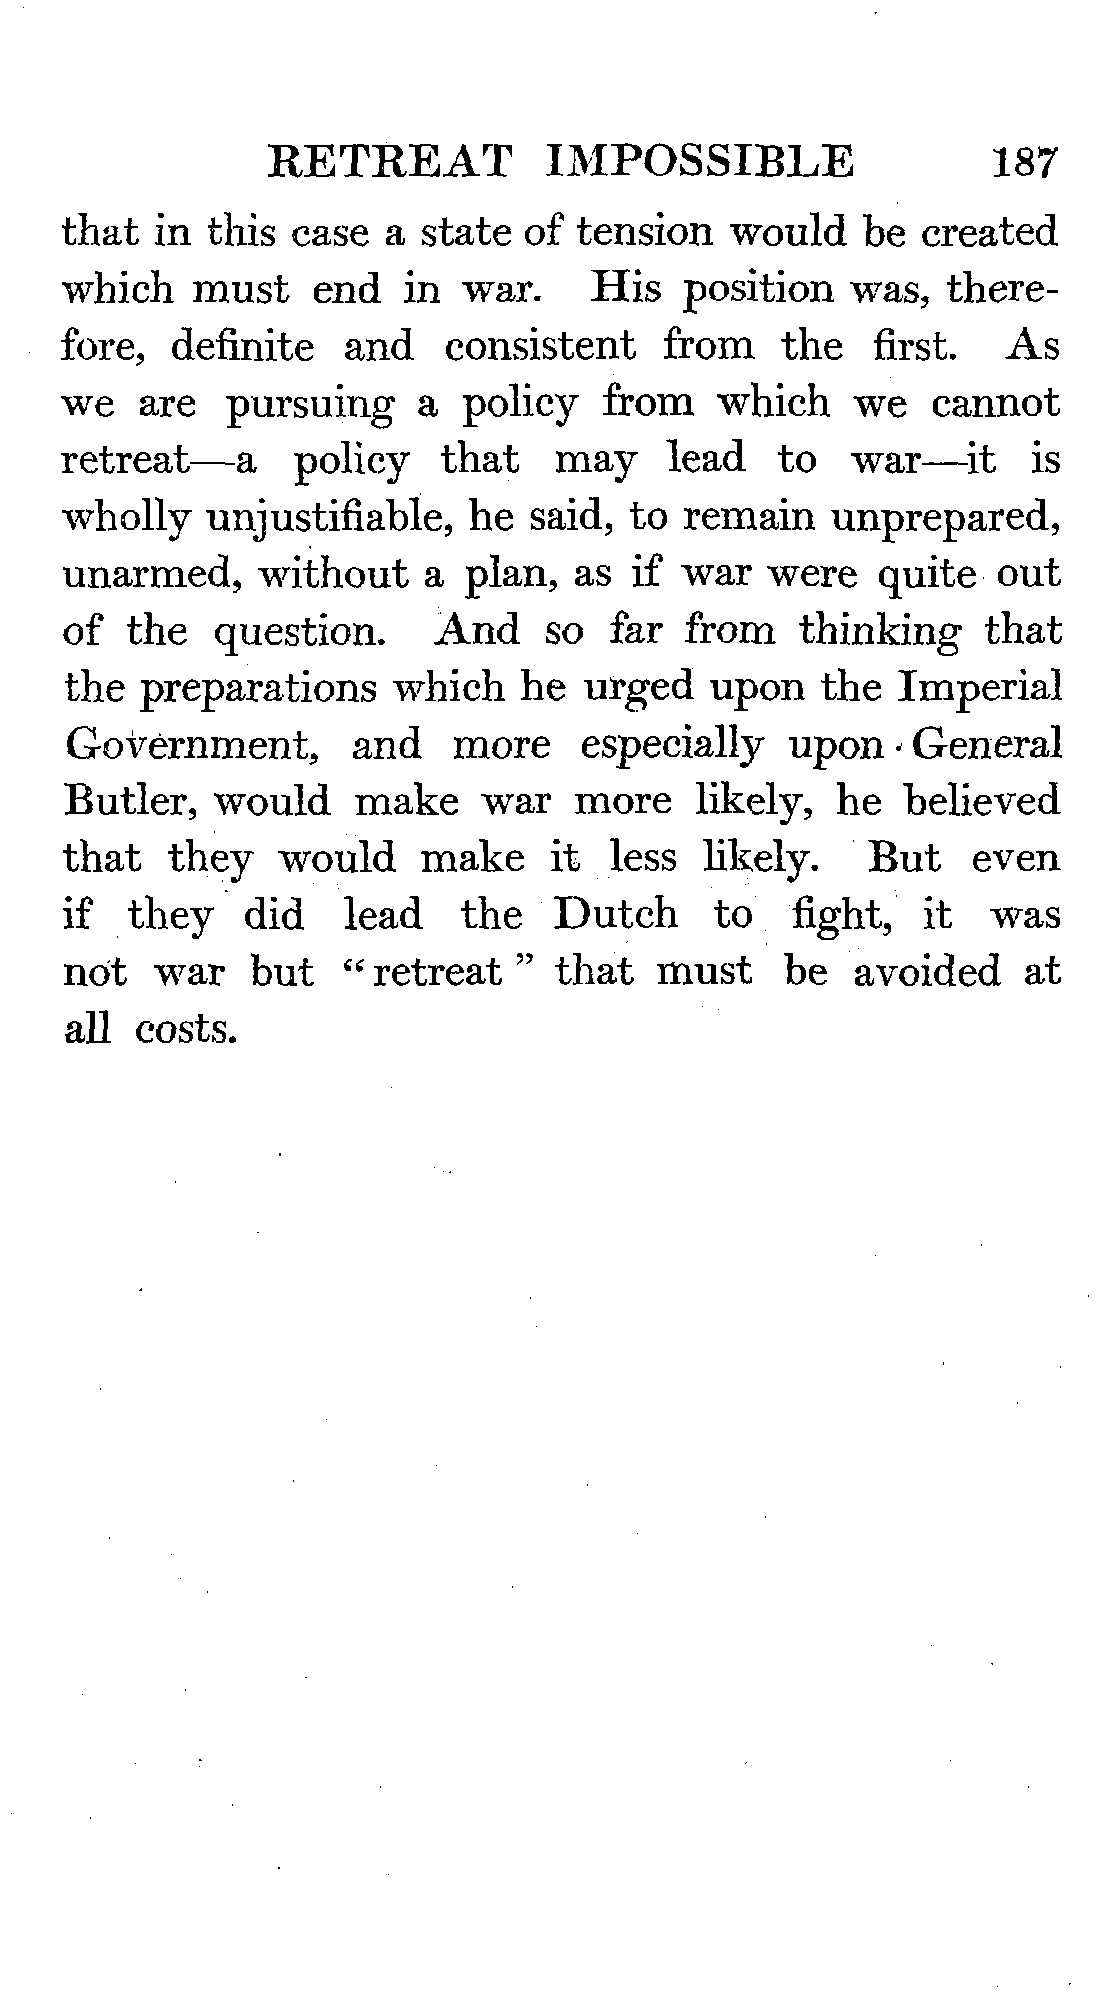 RETREAT IMPOSSIBLE 187
that in this case a state of tension would be created
which must end in war. His position was, there-
fore, definite and consistent from the first. As
we are pursuing a policy from which we cannot
retreat—a policy that may lead to war—it is
wholly unjustifiable, he said, to remain unprepared,
unarmed, without a plan, as if war were quite out
of the question. And so far from thinking that
the preparations which he urged upon the Imperial
Government, and more especially upon General
Butler, would make war more likely, he believed
that they would make it less likely. But even
if they did lead the Dutch to fight, it was
not war but “retreat” that must be avoided at
all costs.